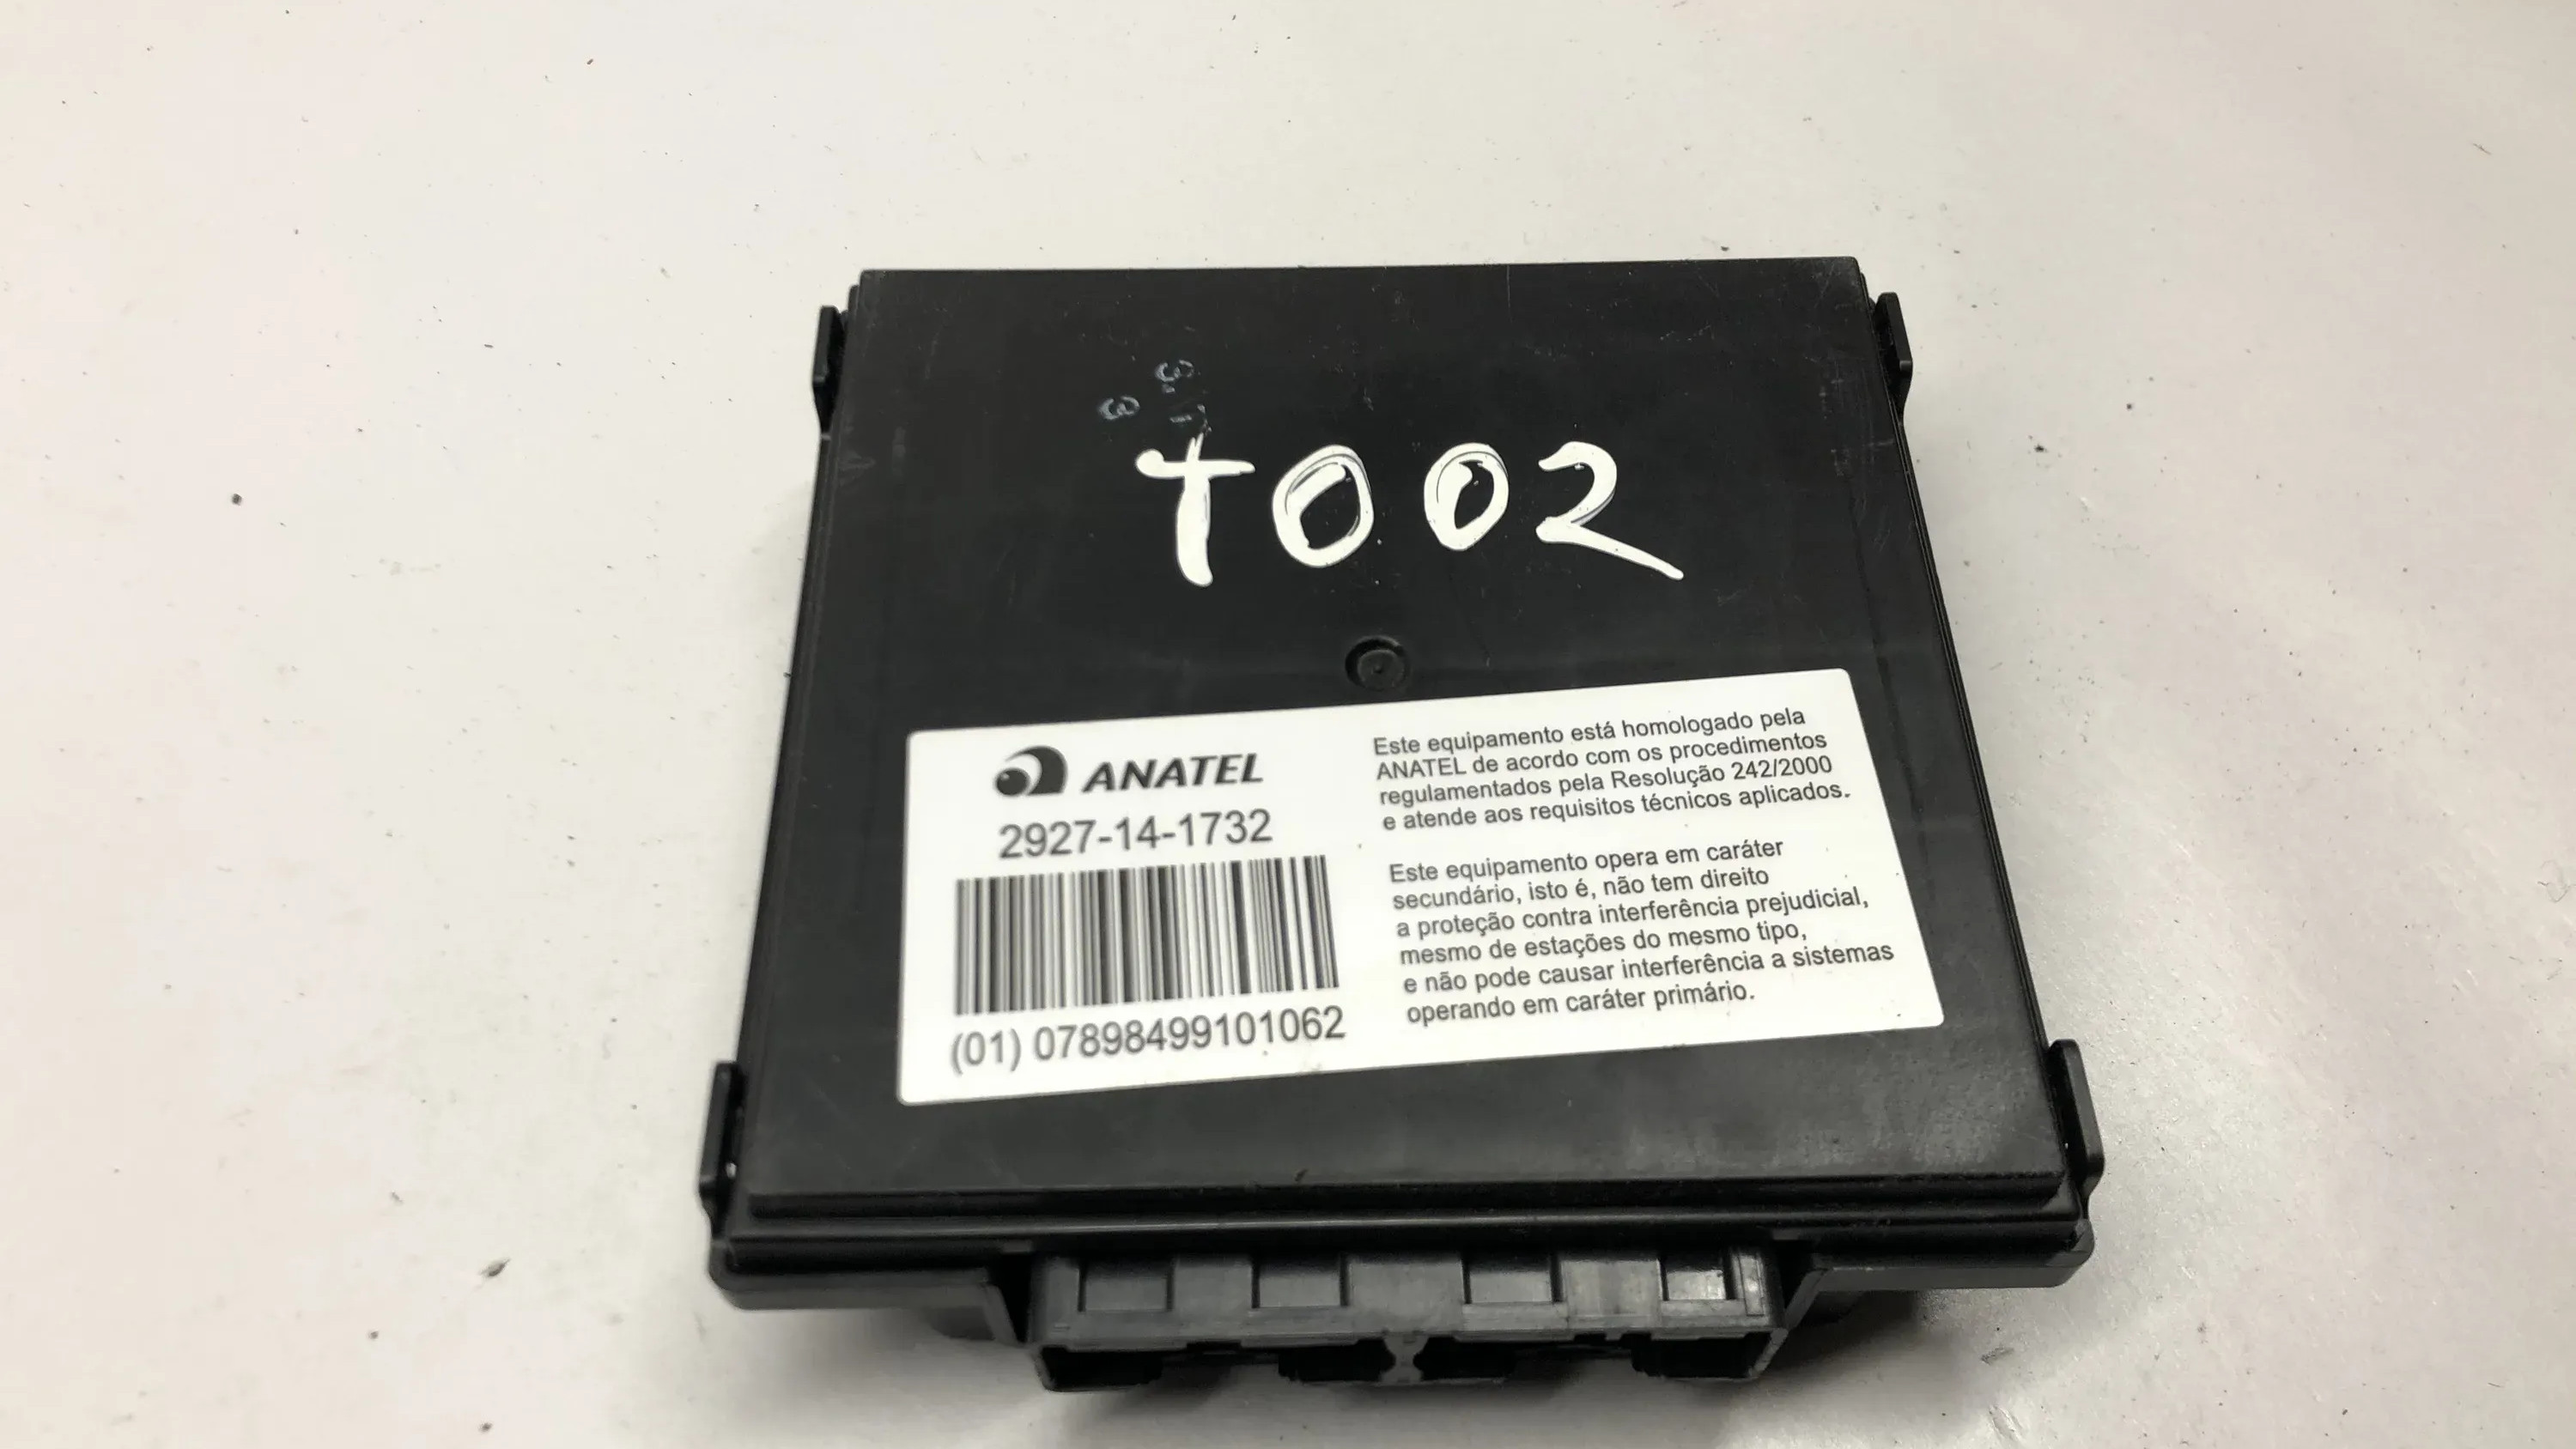 T002
ANATEL
2927-14-1732
(01) 07898499101062
Este equipamento está homologado pela
ANATEL de acordo com os procedimentos
regulamentados pela Resolução 242/2000
e atende aos requisitos técnicos aplicados.
Este equipamento opera em caráter
secundário, isto é, não tem direito
a proteção contra interferência prejudicial,
mesmo de estações do mesmo tipo,
e não pode causar interferência a sistemas
operando em caráter primário.